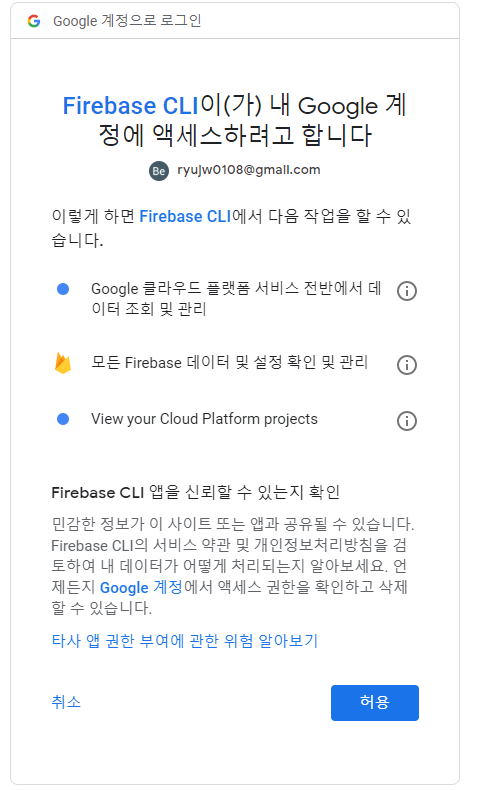 Google 계정으로 로그인
Firebase CLI이(가) 내 Google 계
정에 액세스하려고 합니다
Be ryujw0108@gmail.com
이렇게 하면 Firebase CLI에서 다음 작업을 할 수 있
습니다.
Google 클라우드 플랫폼 서비스 전반에서 데
이터 조회 및 관리
모든 Firebase 데이터 및 설정 확인 및 관리
View your Cloud Platform projects
Firebase CLI 앱을 신뢰할 수 있는지 확인
민감한 정보가 이 사이트 또는 앱과 공유될 수 있습니다.
Firebase CLI의 서비스 약관 및 개인정보처리방침을 검
토하여 내 데이터가 어떻게 처리되는지 알아보세요. 언
제든지 Google 계정에서 액세스 권한을 확인하고 삭제
할 수 있습니다.
타사 앱 권한 부여에 관한 위험 알아보기
취소
허용